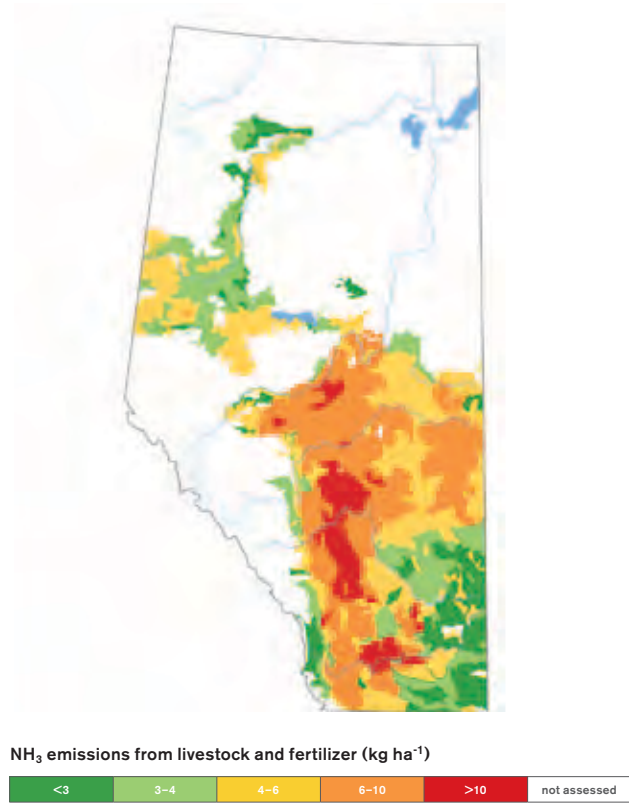 NH₃ emissions from livestock and fertilizer (kg ha⁻¹)
<3 3–4 4–6 6–10 >10 not assessed